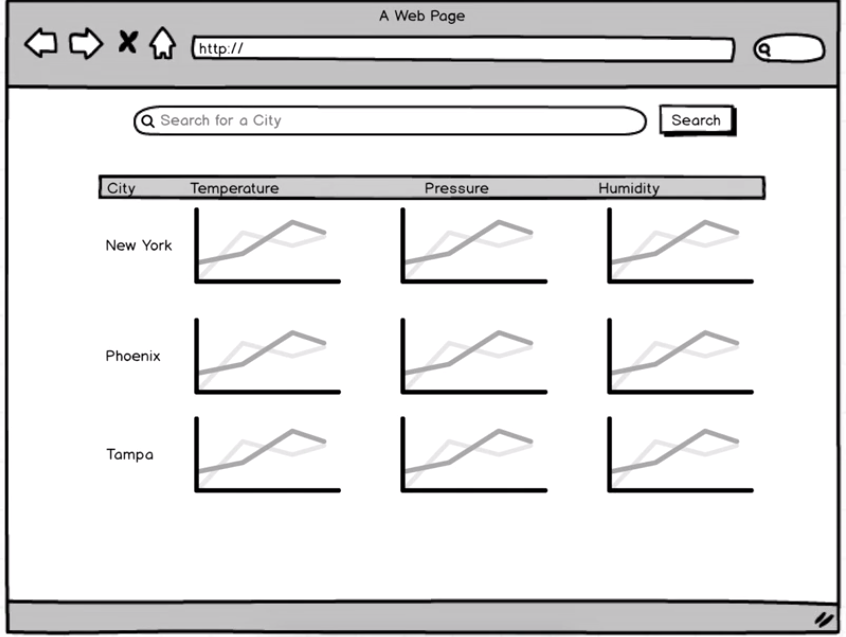 A Web Page
http://
Search for a City
Search
City Temperature Pressure Humidity
New York
Phoenix
Tampa